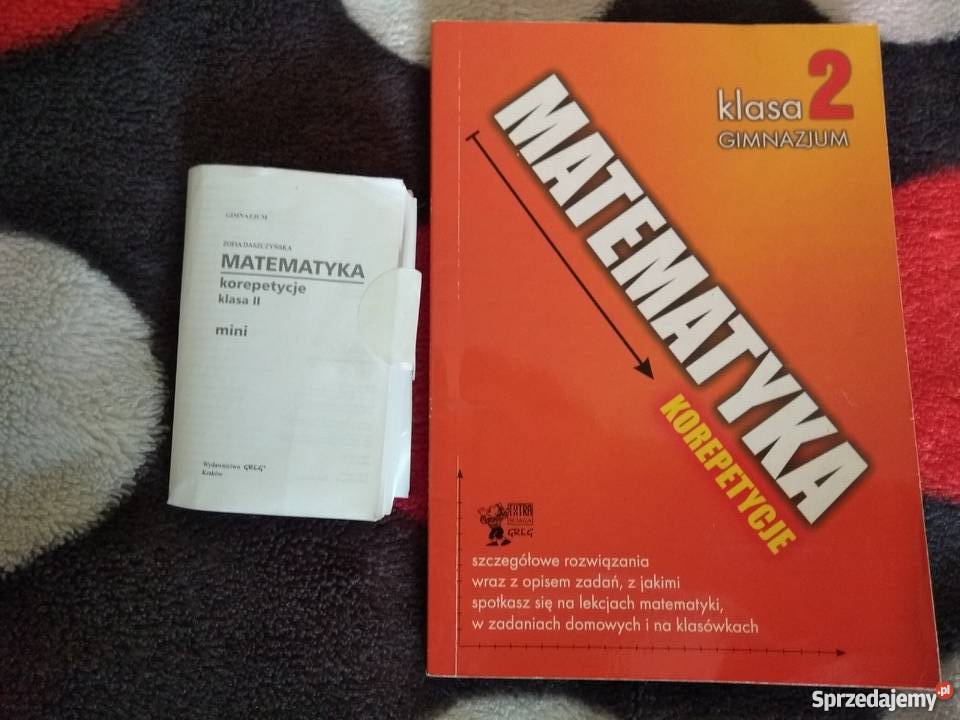 GIMNAZJUM
ZOFIA DASZCZYŃSKA
MATEMATYKA
korepetycje
klasa II
mini
Wydawnictwo GREG
Kraków
klasa 2
GIMNAZJUM
MATEMATYKA
KOREPETYCJE
GREG
szczegółowe rozwiązania
wraz z opisem zadań, z jakimi
spotkasz się na lekcjach matematyki,
w zadaniach domowych i na klasówkach
Sprzedajemy.pl